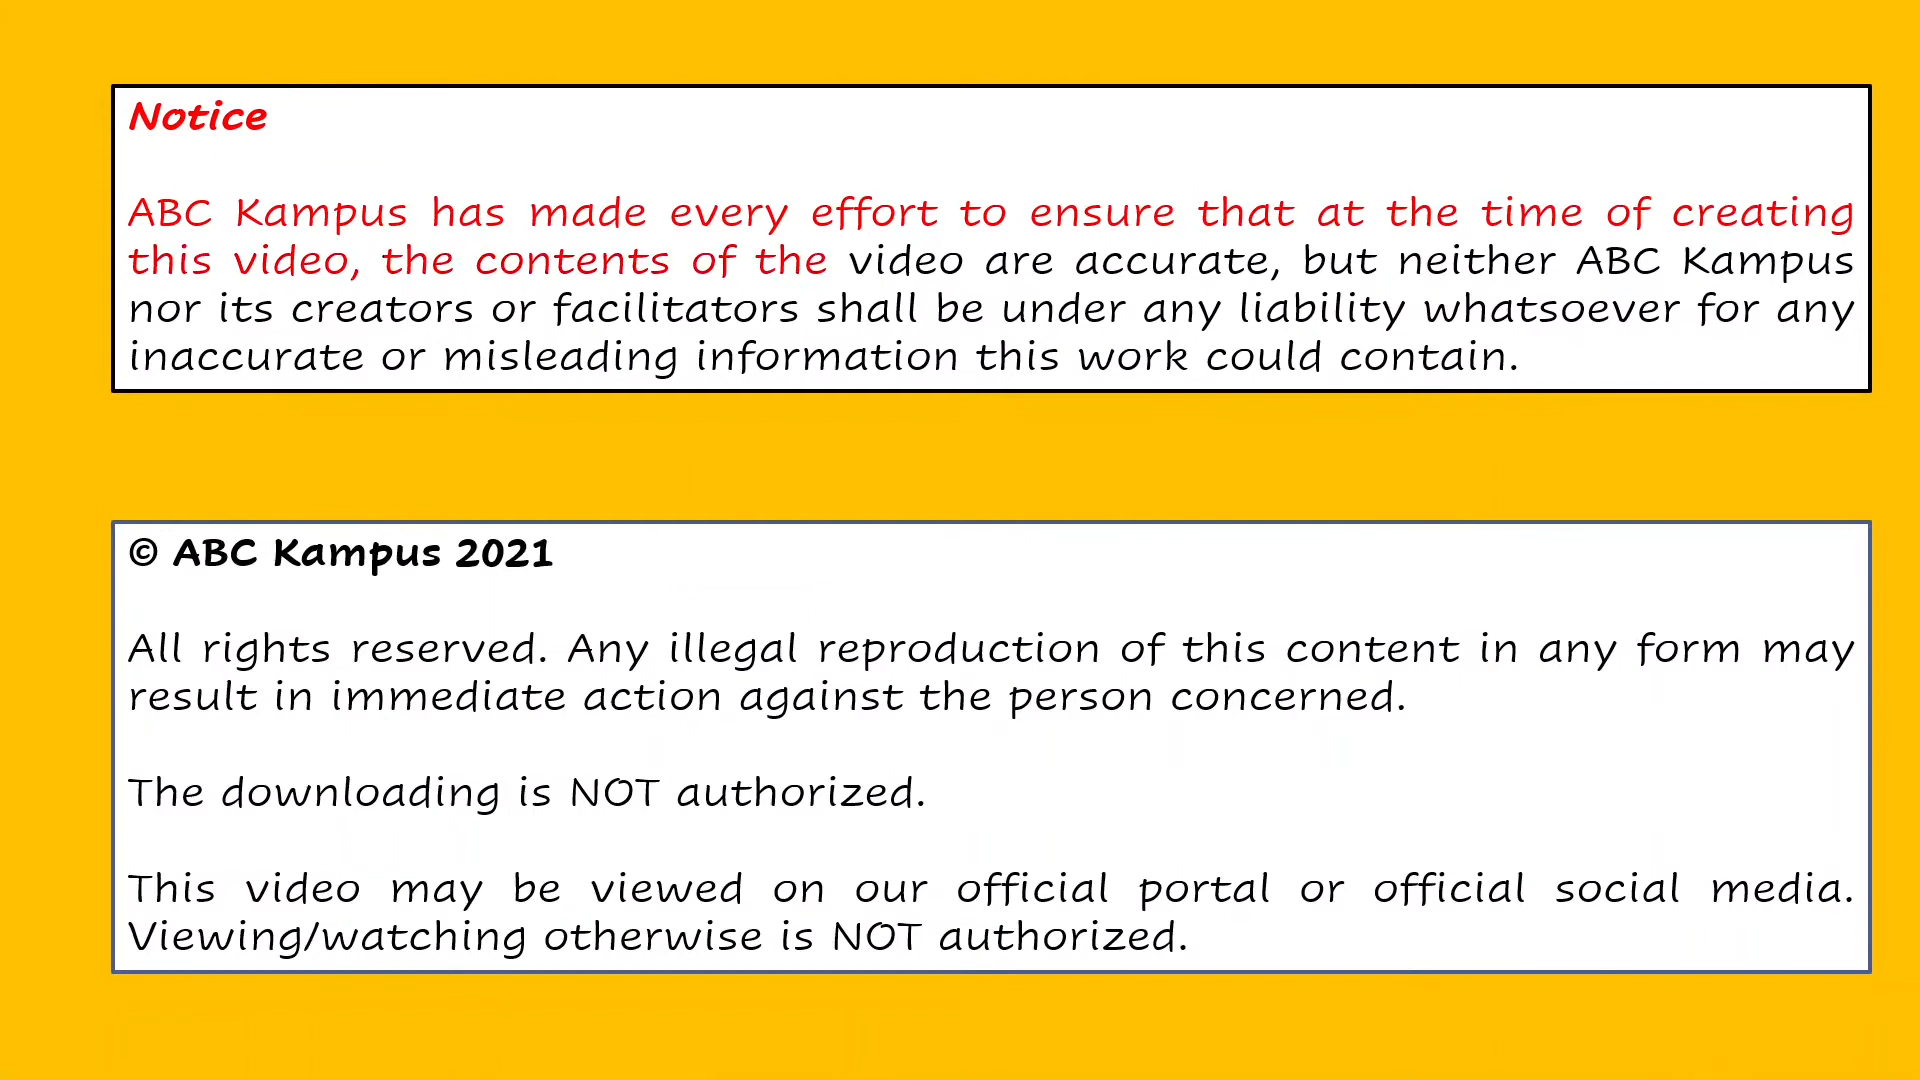 Notice
ABC Kampus has made every effort to ensure that at the time of creating
this video, the contents of the video are accurate, but neither ABC Kampus
nor its creators or facilitators shall be under any liability whatsoever for any
inaccurate or misleading information this work could contain.
© ABC Kampus 2021
All rights reserved. Any illegal reproduction of this content in any form may
result in immediate action against the person concerned.
The downloading is NOT authorized.
This video may be viewed on our official portal or official social media.
Viewing/watching otherwise is NOT authorized.